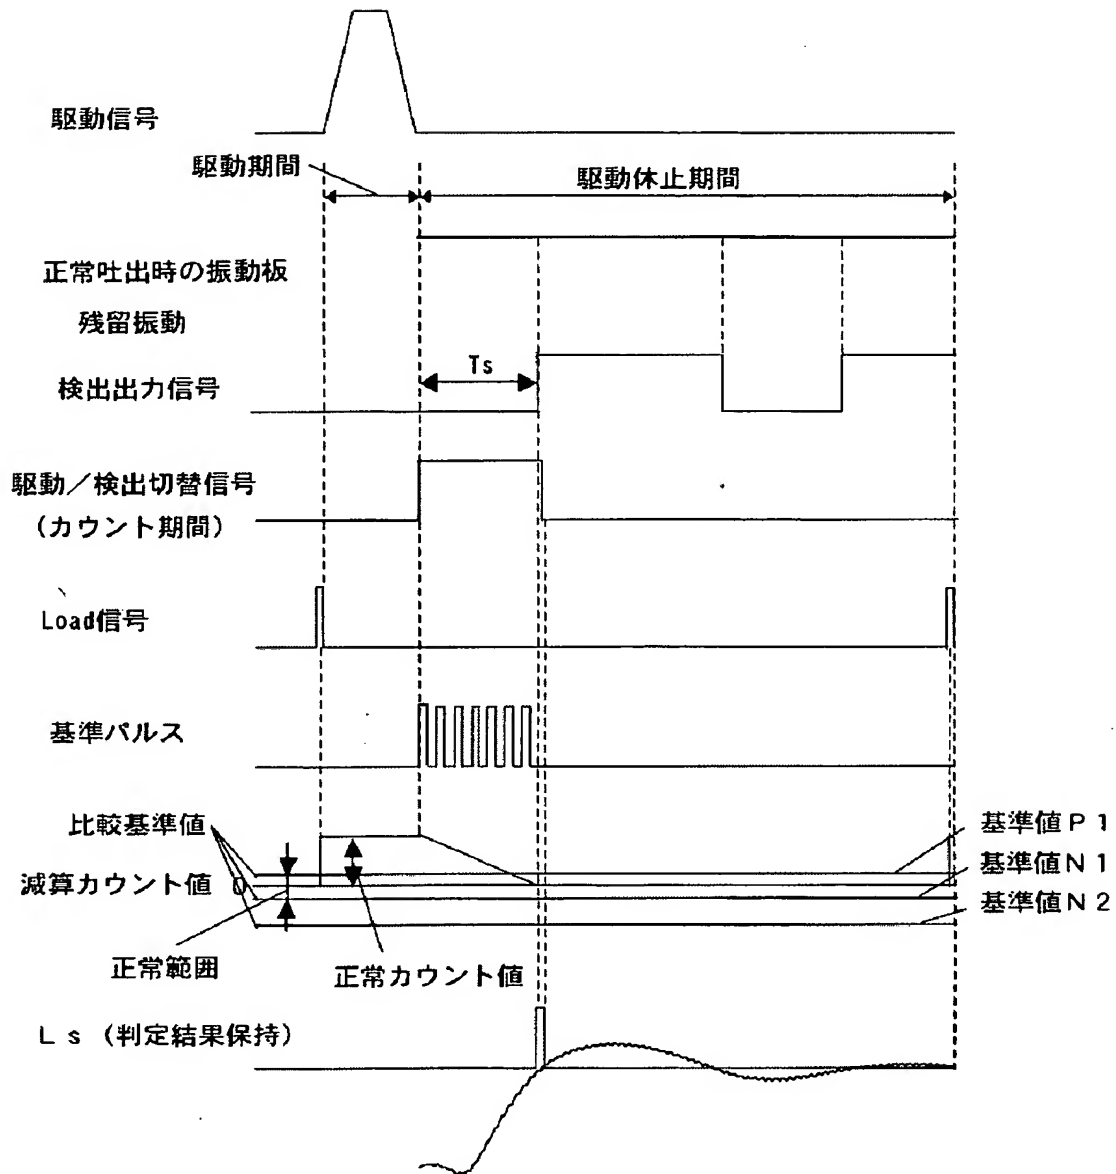 駆動信号
駆動期間
駆動休止期間
正常吐出時の振動板
残留振動
Ts
検出出力信号
駆動／検出切替信号
（カウント期間）
Load信号
基準パルス
比較基準値
基準値P1
減算カウント値 0
基準値N1
基準値N2
正常範囲
正常カウント値
Ls（判定結果保持）